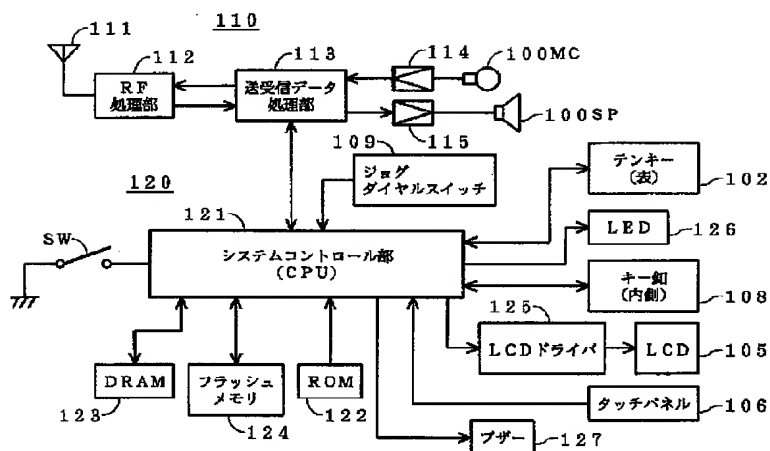 110
111
112
113
114
100MC
RF
処理部
送受信データ
処理部
100SP
115
109
ジョグ
ダイヤルスイッチ
テンキー
(表)
102
120
121
SW
システムコントロール部
(CPU)
LED
126
キー釦
(内側)
108
125
LCDドライバ
LCD
105
DRAM
123
フラッシュ
メモリ
124
ROM
122
タッチパネル
106
ブザー
127